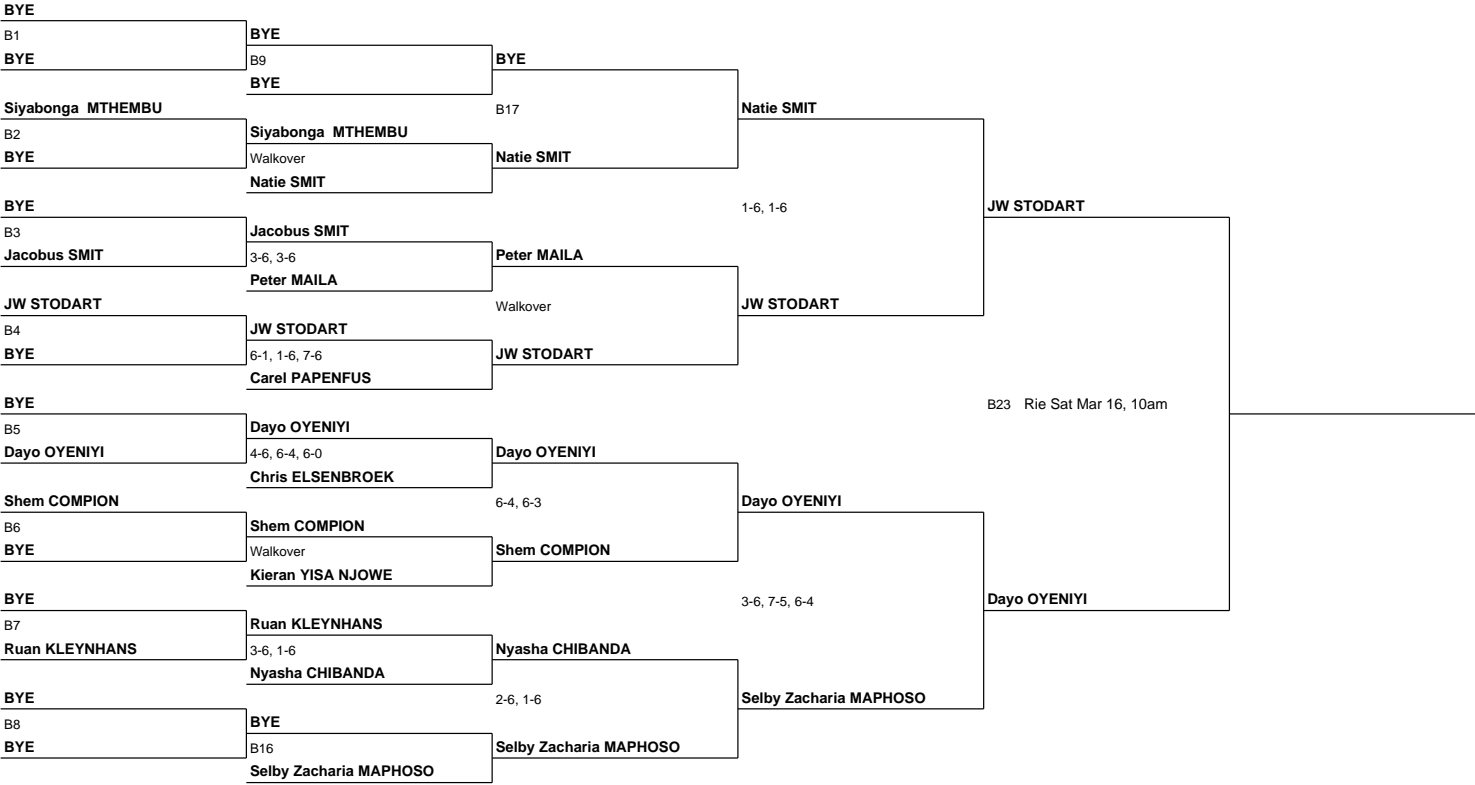 BYE
B1
BYE
BYE
B9
BYE
BYE
Siyabonga  MTHEMBU
B2
BYE
Siyabonga  MTHEMBU
Walkover
Natie SMIT
B17
Natie SMIT
Natie SMIT
BYE
B3
Jacobus SMIT
Jacobus SMIT
3-6, 3-6
Peter MAILA
Peter MAILA
1-6, 1-6
JW STODART
JW STODART
B4
BYE
JW STODART
6-1, 1-6, 7-6
Carel PAPENFUS
Walkover
JW STODART
JW STODART
BYE
B5
Dayo OYENIYI
Dayo OYENIYI
4-6, 6-4, 6-0
Chris ELSENBROEK
Dayo OYENIYI
B23 Rie Sat Mar 16, 10am
Shem COMPION
B6
BYE
Shem COMPION
Walkover
Kieran YISA NJOWE
6-4, 6-3
Shem COMPION
Dayo OYENIYI
BYE
B7
Ruan KLEYNHANS
Ruan KLEYNHANS
3-6, 1-6
Nyasha CHIBANDA
Nyasha CHIBANDA
3-6, 7-5, 6-4
Dayo OYENIYI
BYE
B8
BYE
BYE
B16
Selby Zacharia MAPHOSO
2-6, 1-6
Selby Zacharia MAPHOSO
Selby Zacharia MAPHOSO